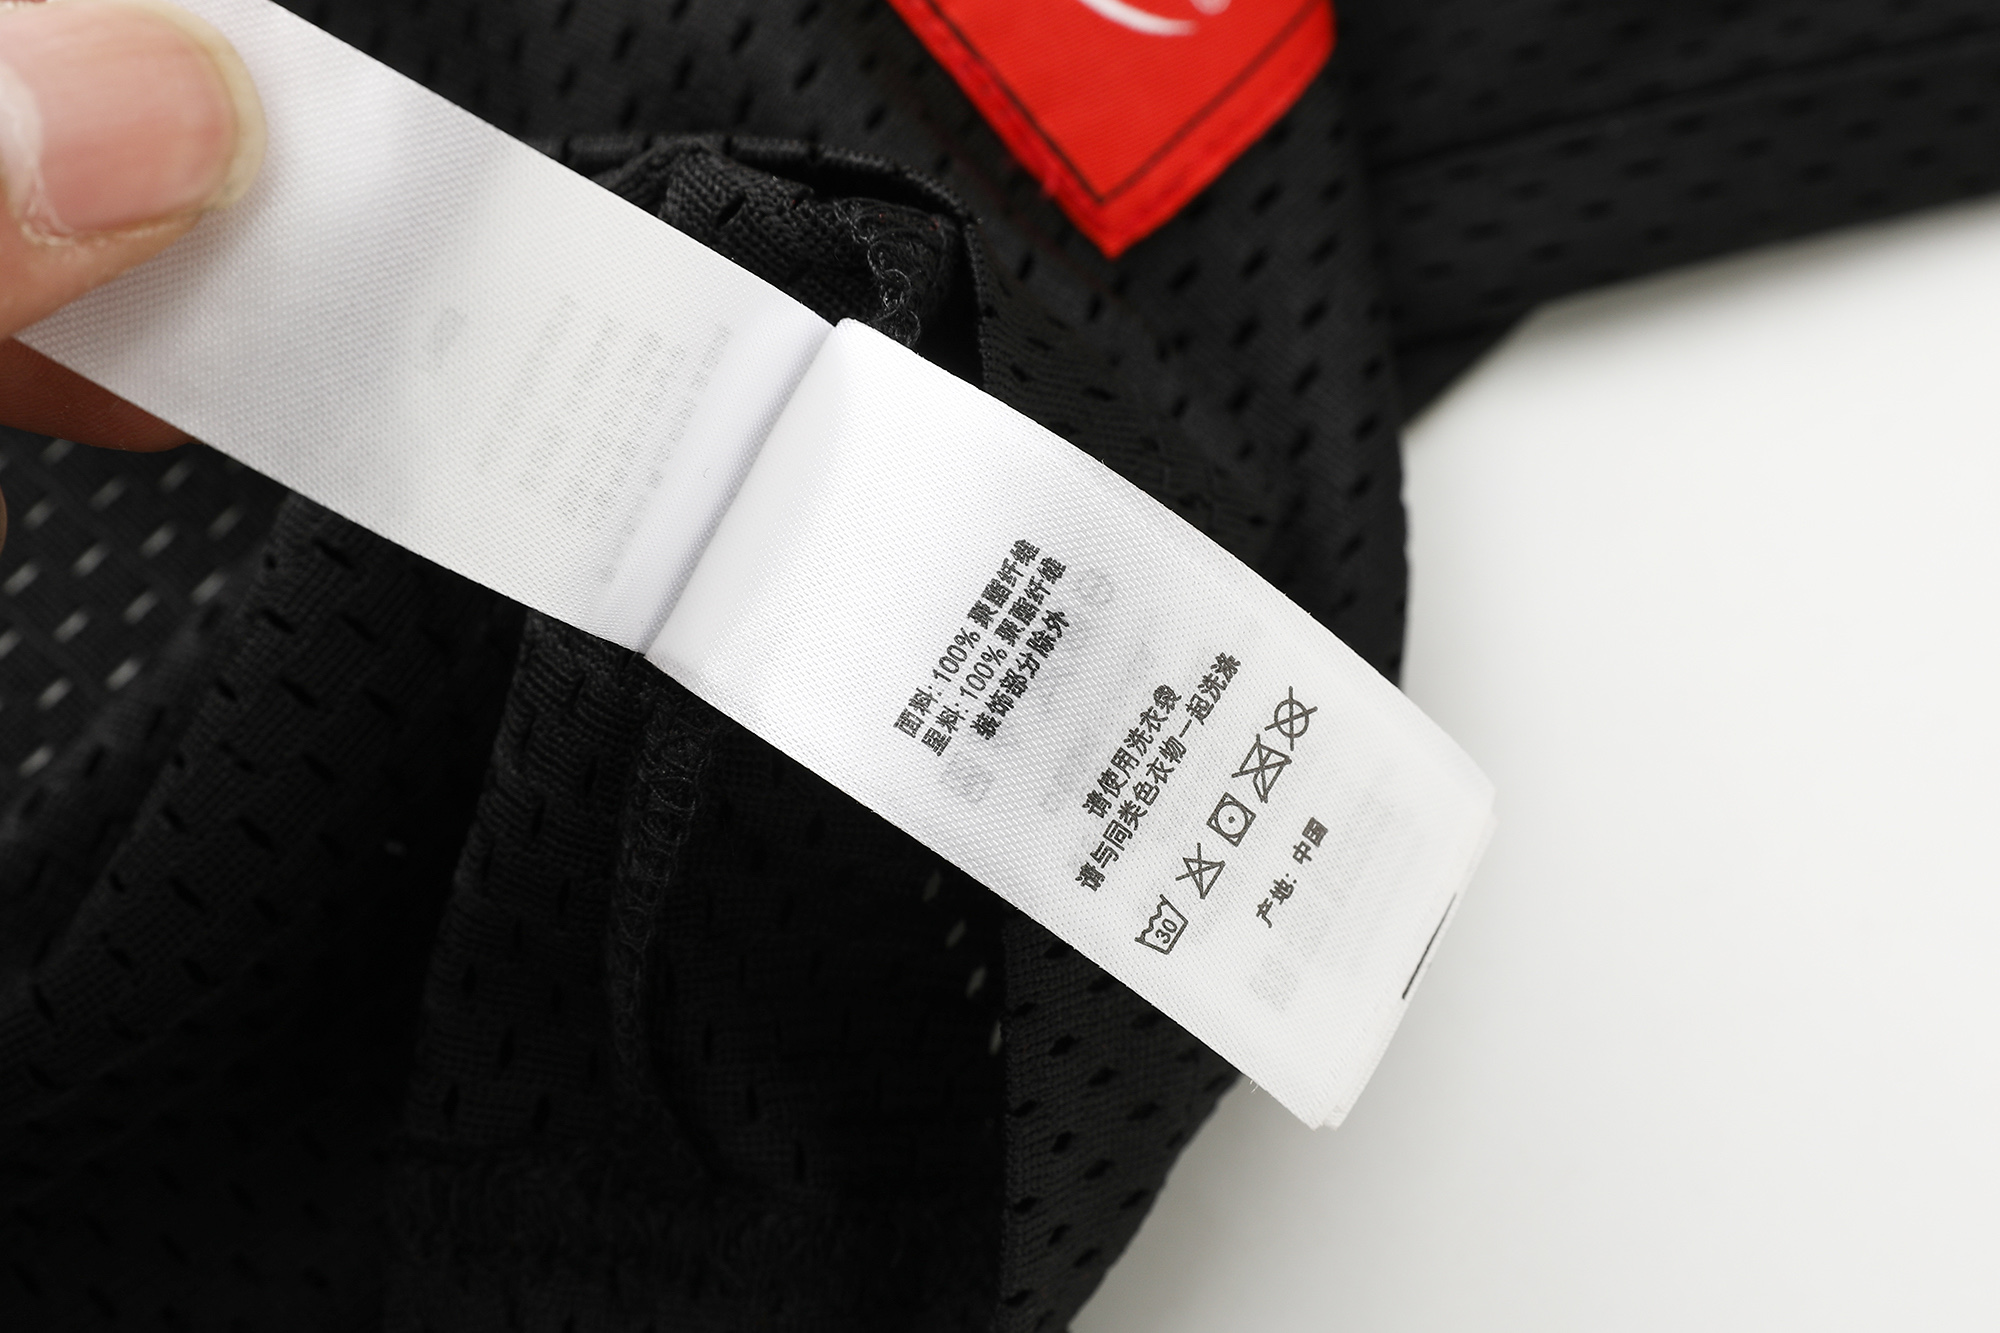 面料: 100% 聚酯纤维
里料: 100% 聚酯纤维
装饰部分除外
请使用洗衣袋
请与同类色衣物一起洗涤
30
产地: 中国